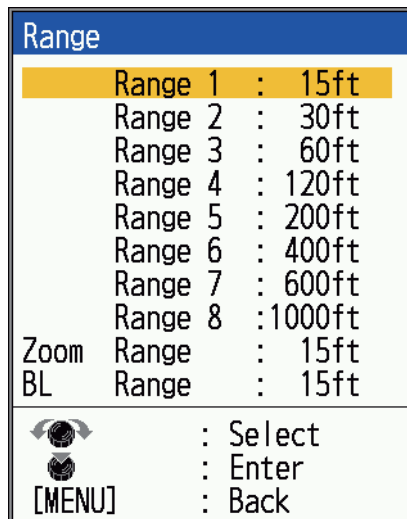 Range
Range 1 : 15ft
Range 2 : 30ft
Range 3 : 60ft
Range 4 : 120ft
Range 5 : 200ft
Range 6 : 400ft
Range 7 : 600ft
Range 8 :1000ft
Zoom Range : 15ft
BL Range : 15ft
: Select
: Enter
[MENU] : Back